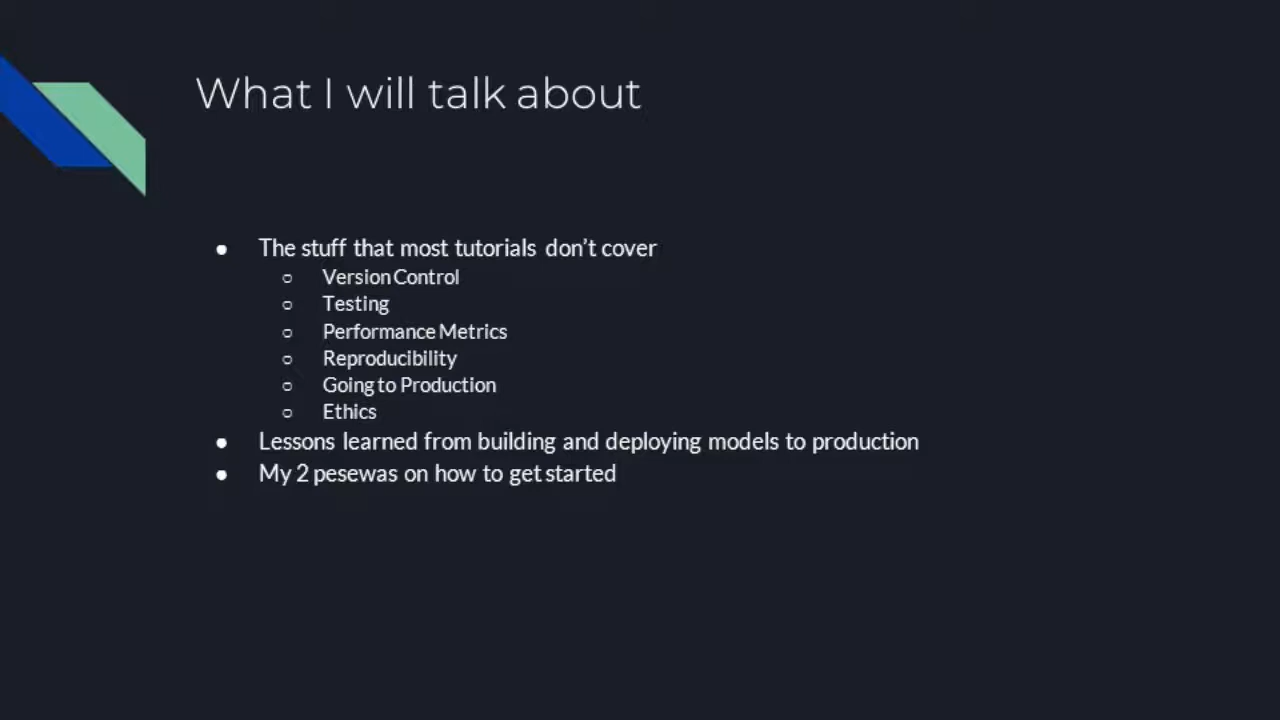 What I will talk about
● The stuff that most tutorials don't cover
○ Version Control
○ Testing
○ Performance Metrics
○ Reproducibility
○ Going to Production
○ Ethics
● Lessons learned from building and deploying models to production
● My 2 pesewas on how to get started